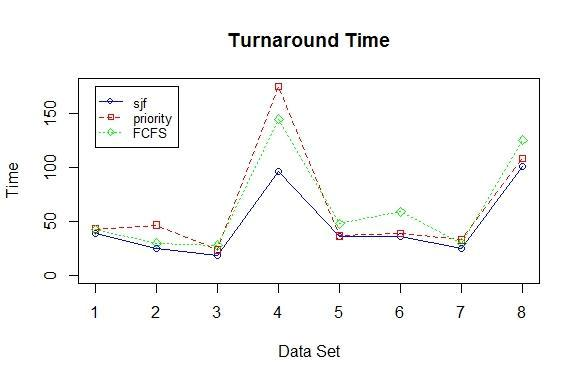 Turnaround Time
sjf
priority
FCFS
Time
150
100
50
0
1 2 3 4 5 6 7 8
Data Set